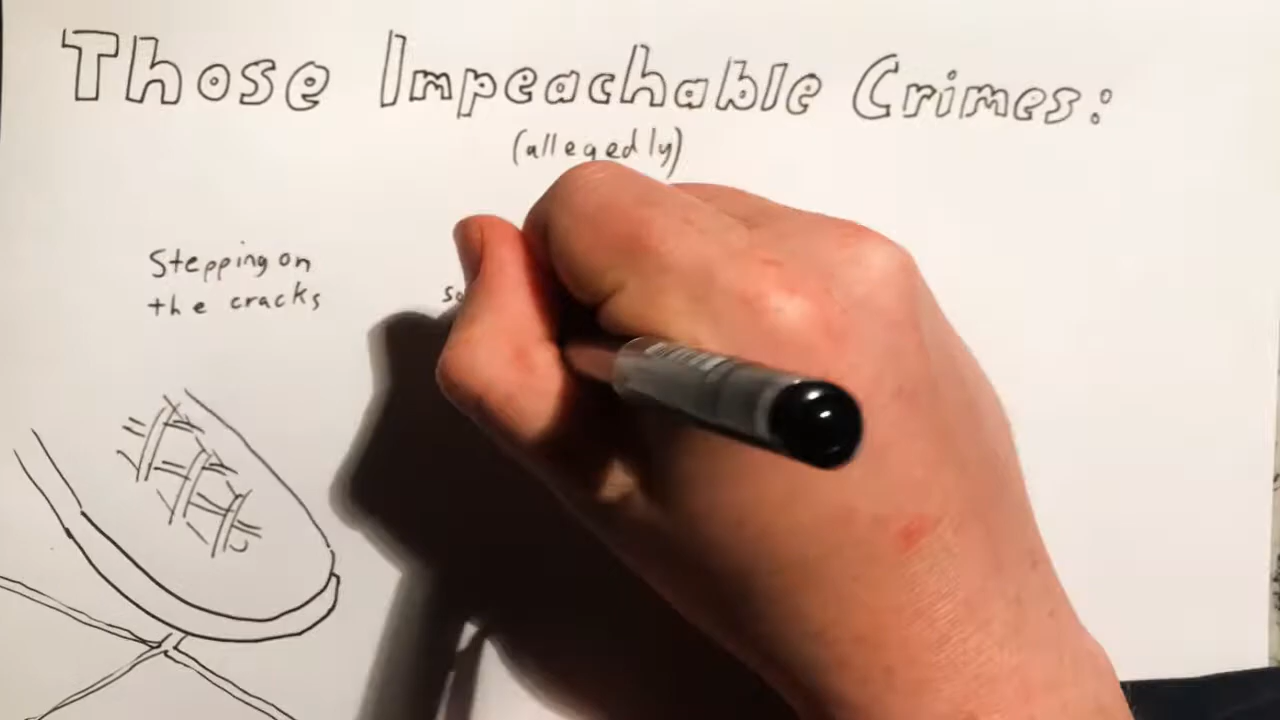 Those Impeachable Crimes:
(allegedly)
Stepping on
the cracks